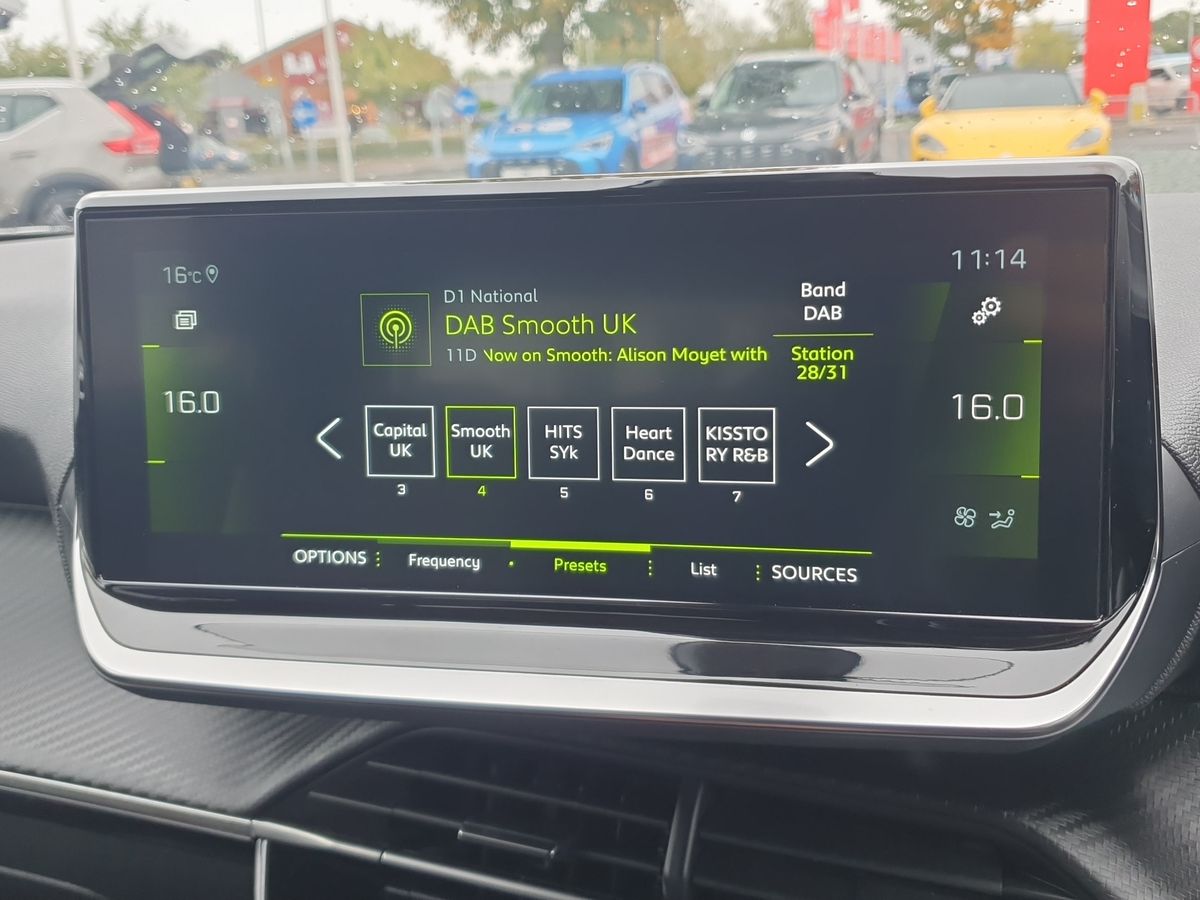 16°C
11:14
D1 National
DAB Smooth UK
11D Now on Smooth: Alison Moyet with
Band
DAB
Station
28/31
16.0
16.0
Capital
UK
Smooth
UK
HITS
SYk
Heart
Dance
KISSTO
RY R&B
3
4
5
6
7
OPTIONS
Frequency
Presets
List
SOURCES